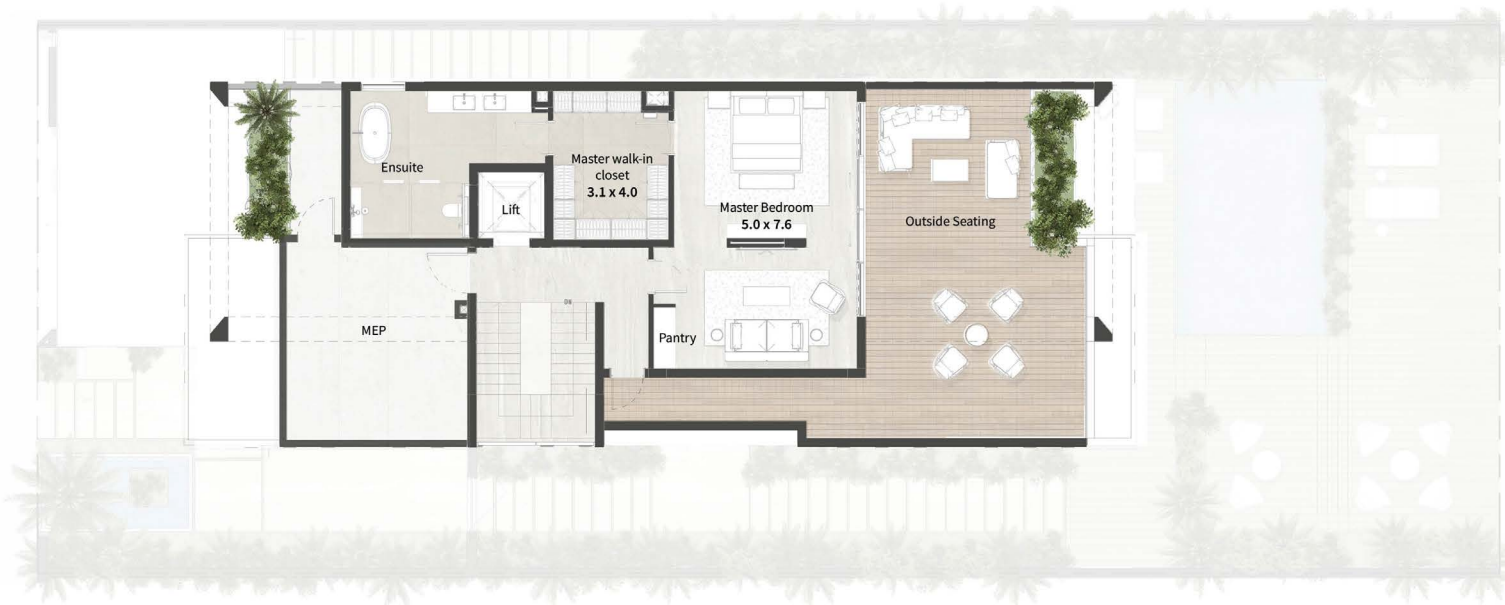 Ensuite
Master walk-in
closet
3.1 x 4.0
Lift
Master Bedroom
5.0 x 7.6
Outside Seating
DN
MEP
Pantry